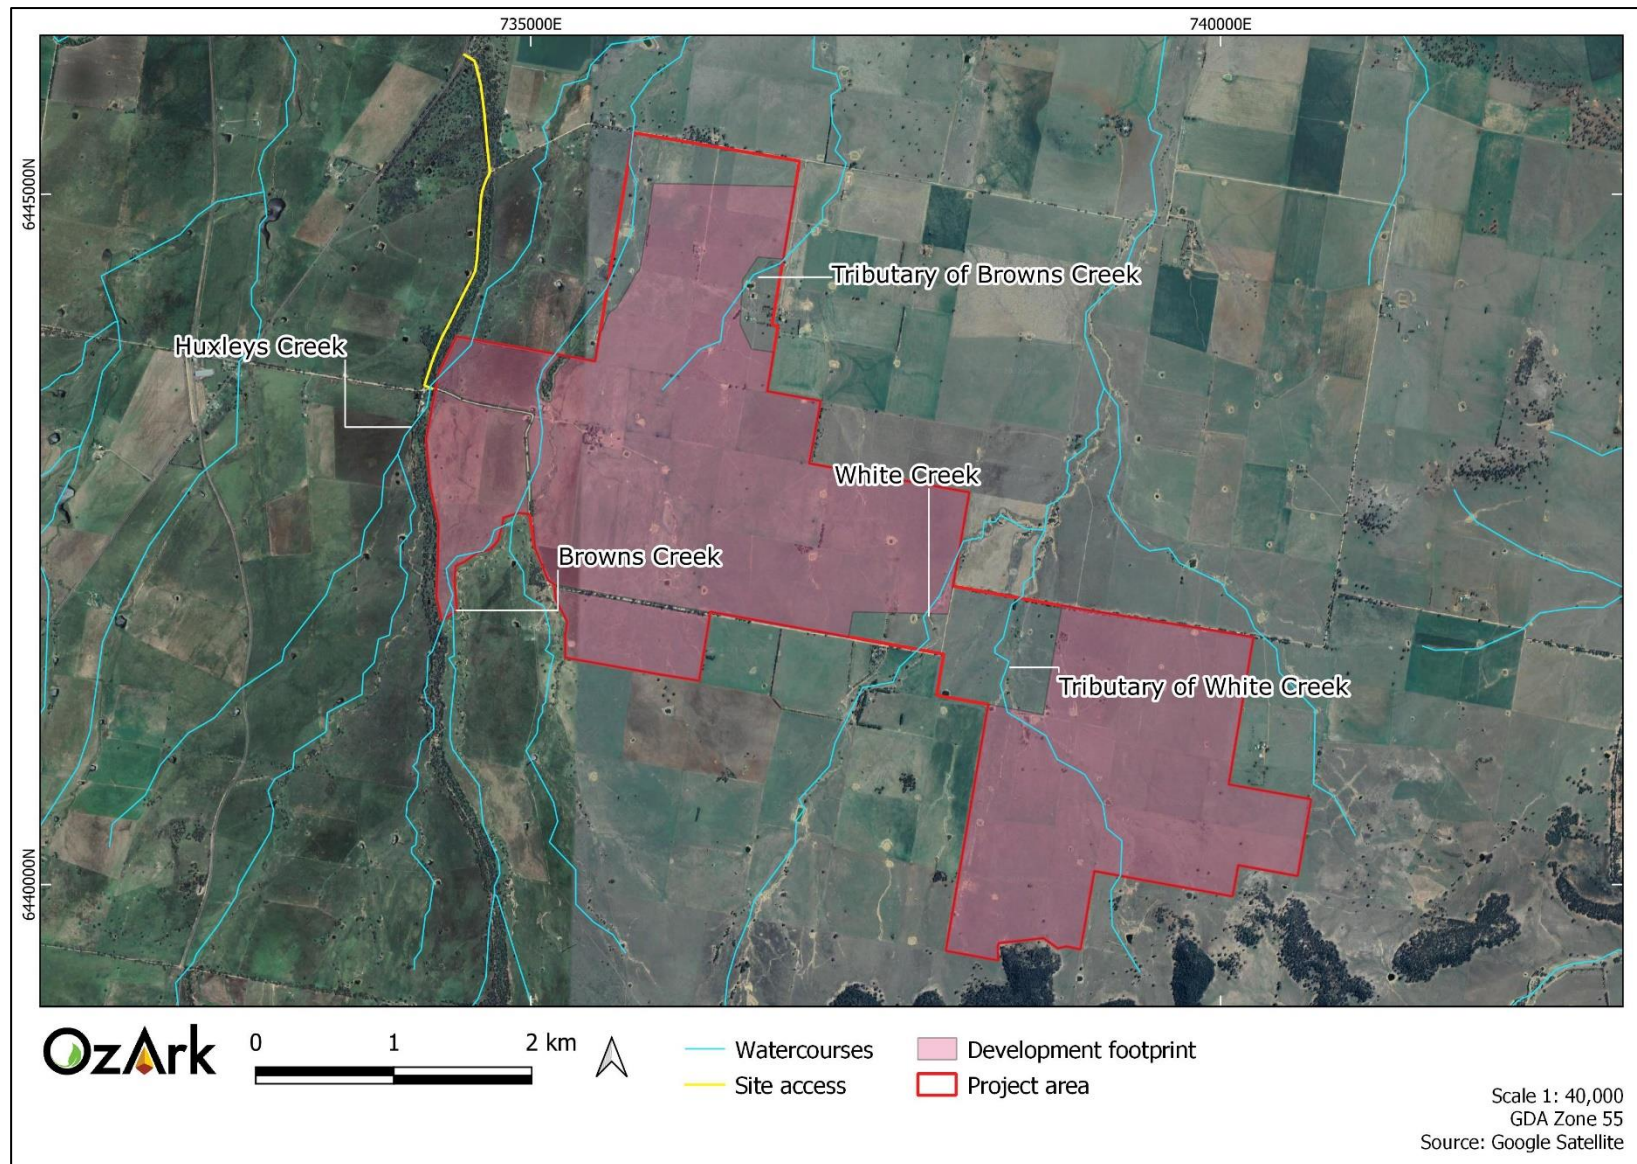 735000E
740000E
6445000N
Tributary of Browns Creek
Huxleys Creek
White Creek
Browns Creek
Tributary of White Creek
6440000N
OzArk
0 1 2 km
Watercourses
Development footprint
Site access
Project area
Scale 1: 40,000
GDA Zone 55
Source: Google Satellite